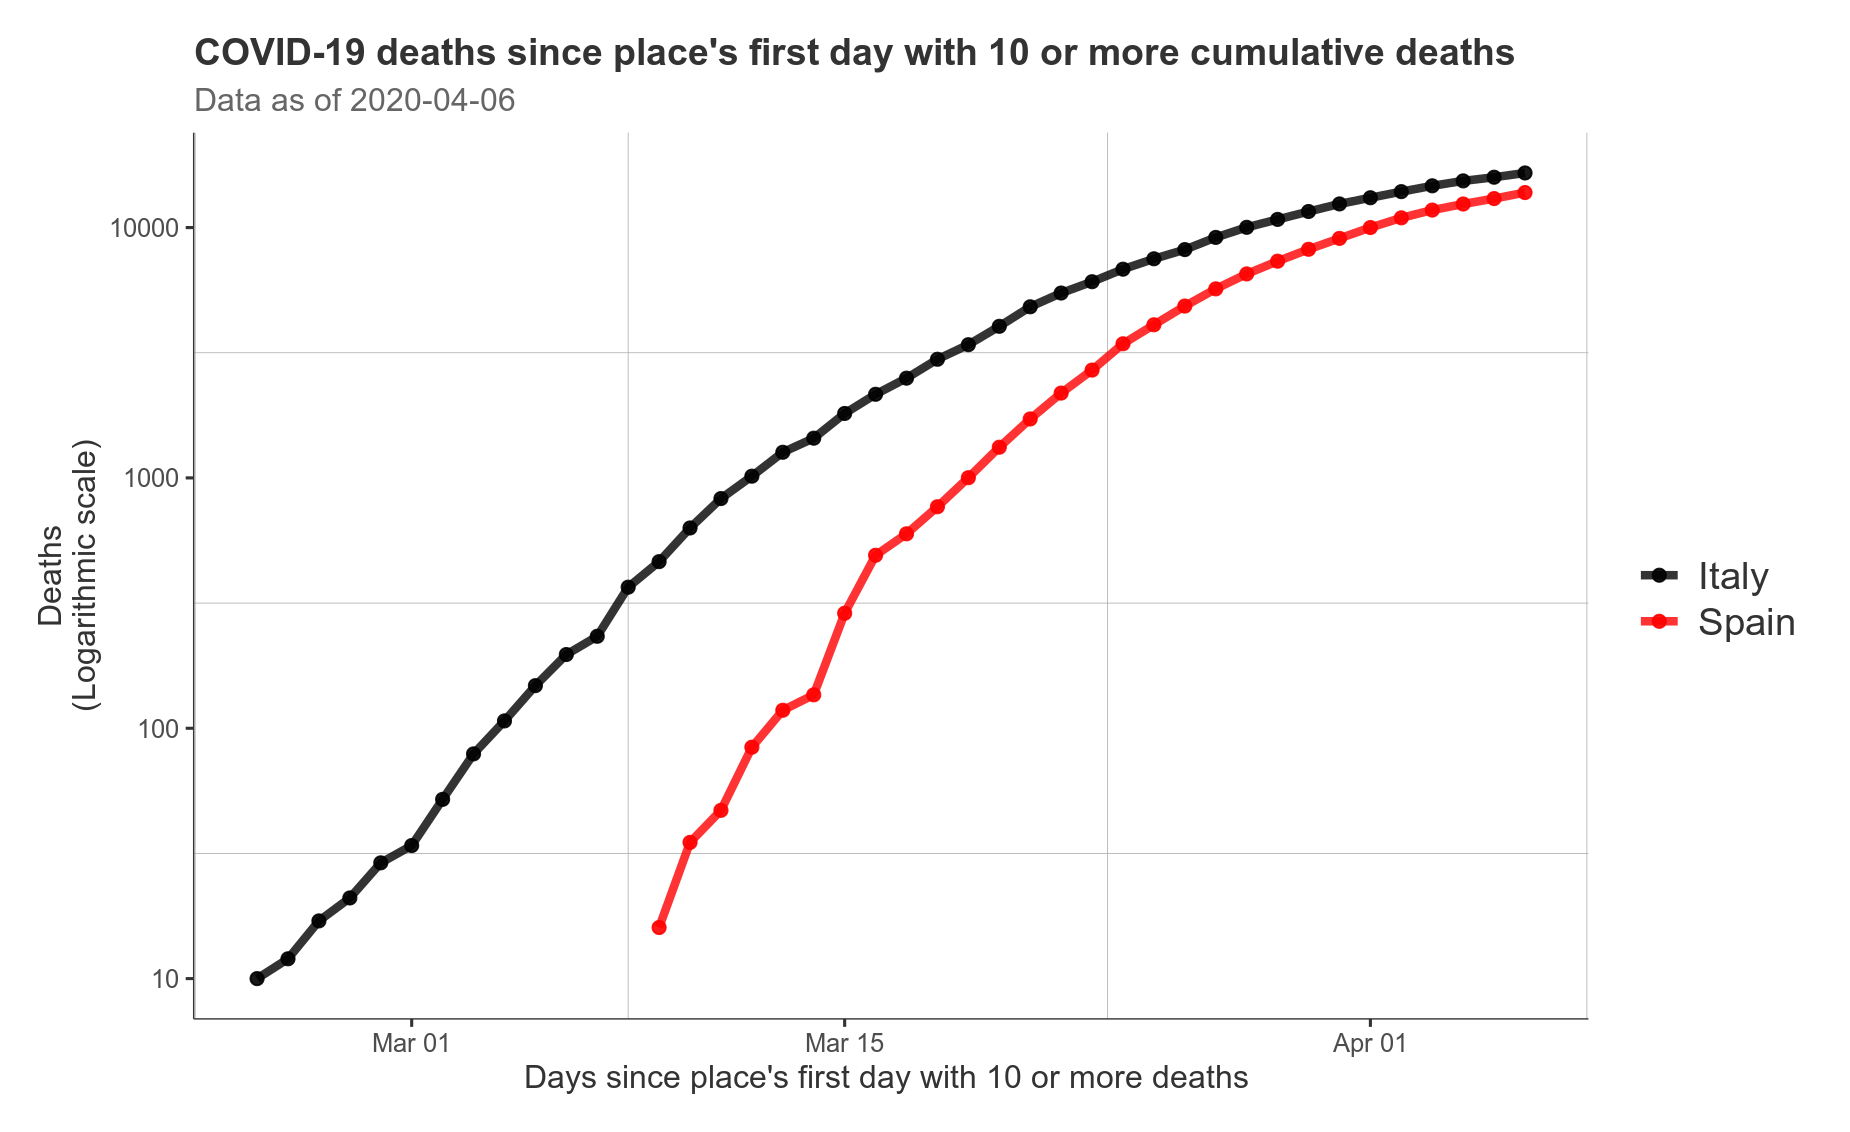 COVID-19 deaths since place's first day with 10 or more cumulative deaths
Data as of 2020-04-06
Deaths
(Logarithmic scale)
10000
1000
100
10
Mar 01
Mar 15
Apr 01
Days since place's first day with 10 or more deaths
Italy
Spain